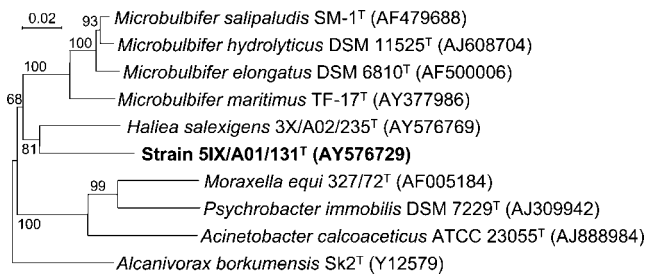 0.02
93
Microbulbifer salipaludis SM-1ᵀ (AF479688)
100
Microbulbifer hydrolyticus DSM 11525ᵀ (AJ608704)
100
Microbulbifer elongatus DSM 6810ᵀ (AF500006)
68
Microbulbifer maritimus TF-17ᵀ (AY377986)
Haliea salexigens 3X/A02/235ᵀ (AY576769)
81
Strain 5IX/A01/131ᵀ (AY576729)
99
Moraxella equi 327/72ᵀ (AF005184)
Psychrobacter immobilis DSM 7229ᵀ (AJ309942)
100
Acinetobacter calcoaceticus ATCC 23055ᵀ (AJ888984)
Alcanivorax borkumensis Sk2ᵀ (Y12579)